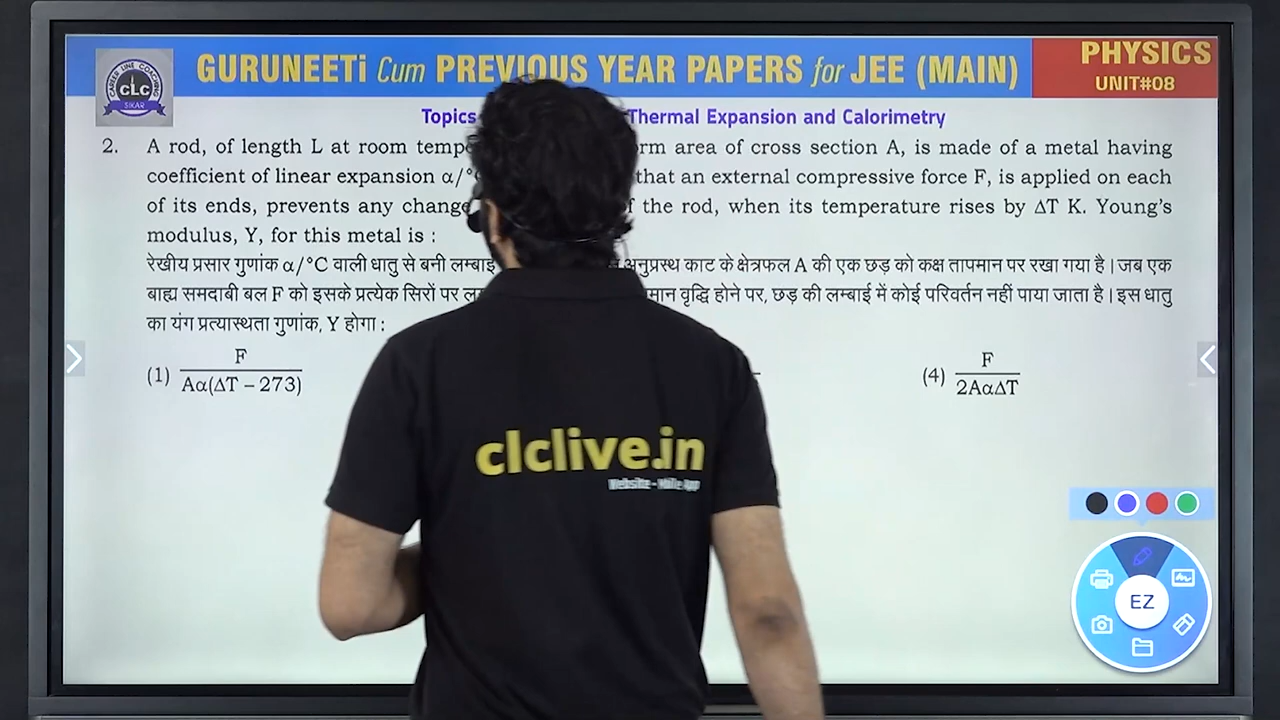 GURUNEETi Cum PREVIOUS YEAR PAPERS for JEE (MAIN)
PHYSICS
UNIT#08
CLC
SIKAR
Topics Thermal Expansion and Calorimetry
2. A rod, of length L at room area of cross section A, is made of a metal having
coefficient of linear expansion α/° that an external compressive force F, is applied on each
of its ends, prevents any change the rod, when its temperature rises by ΔT K. Young's
modulus, Y, for this metal is :
रेखीय प्रसार गुणांक α/°C वाली धातु से बनी लम्बाई अनुप्रस्थ काट के क्षेत्रफल A की एक छड़ को कक्ष तापमान पर रखा गया है। जब एक
बाह्य समदाबी बल F को इसके प्रत्येक सिरों पर वृद्धि होने पर, छड़ की लम्बाई में कोई परिवर्तन नहीं पाया जाता है। इस धातु
का यंग प्रत्यास्थता गुणांक, Y होगा :
(1) F / Aα(ΔT – 273) (4) F / 2AαΔT
clclive.in
EZ